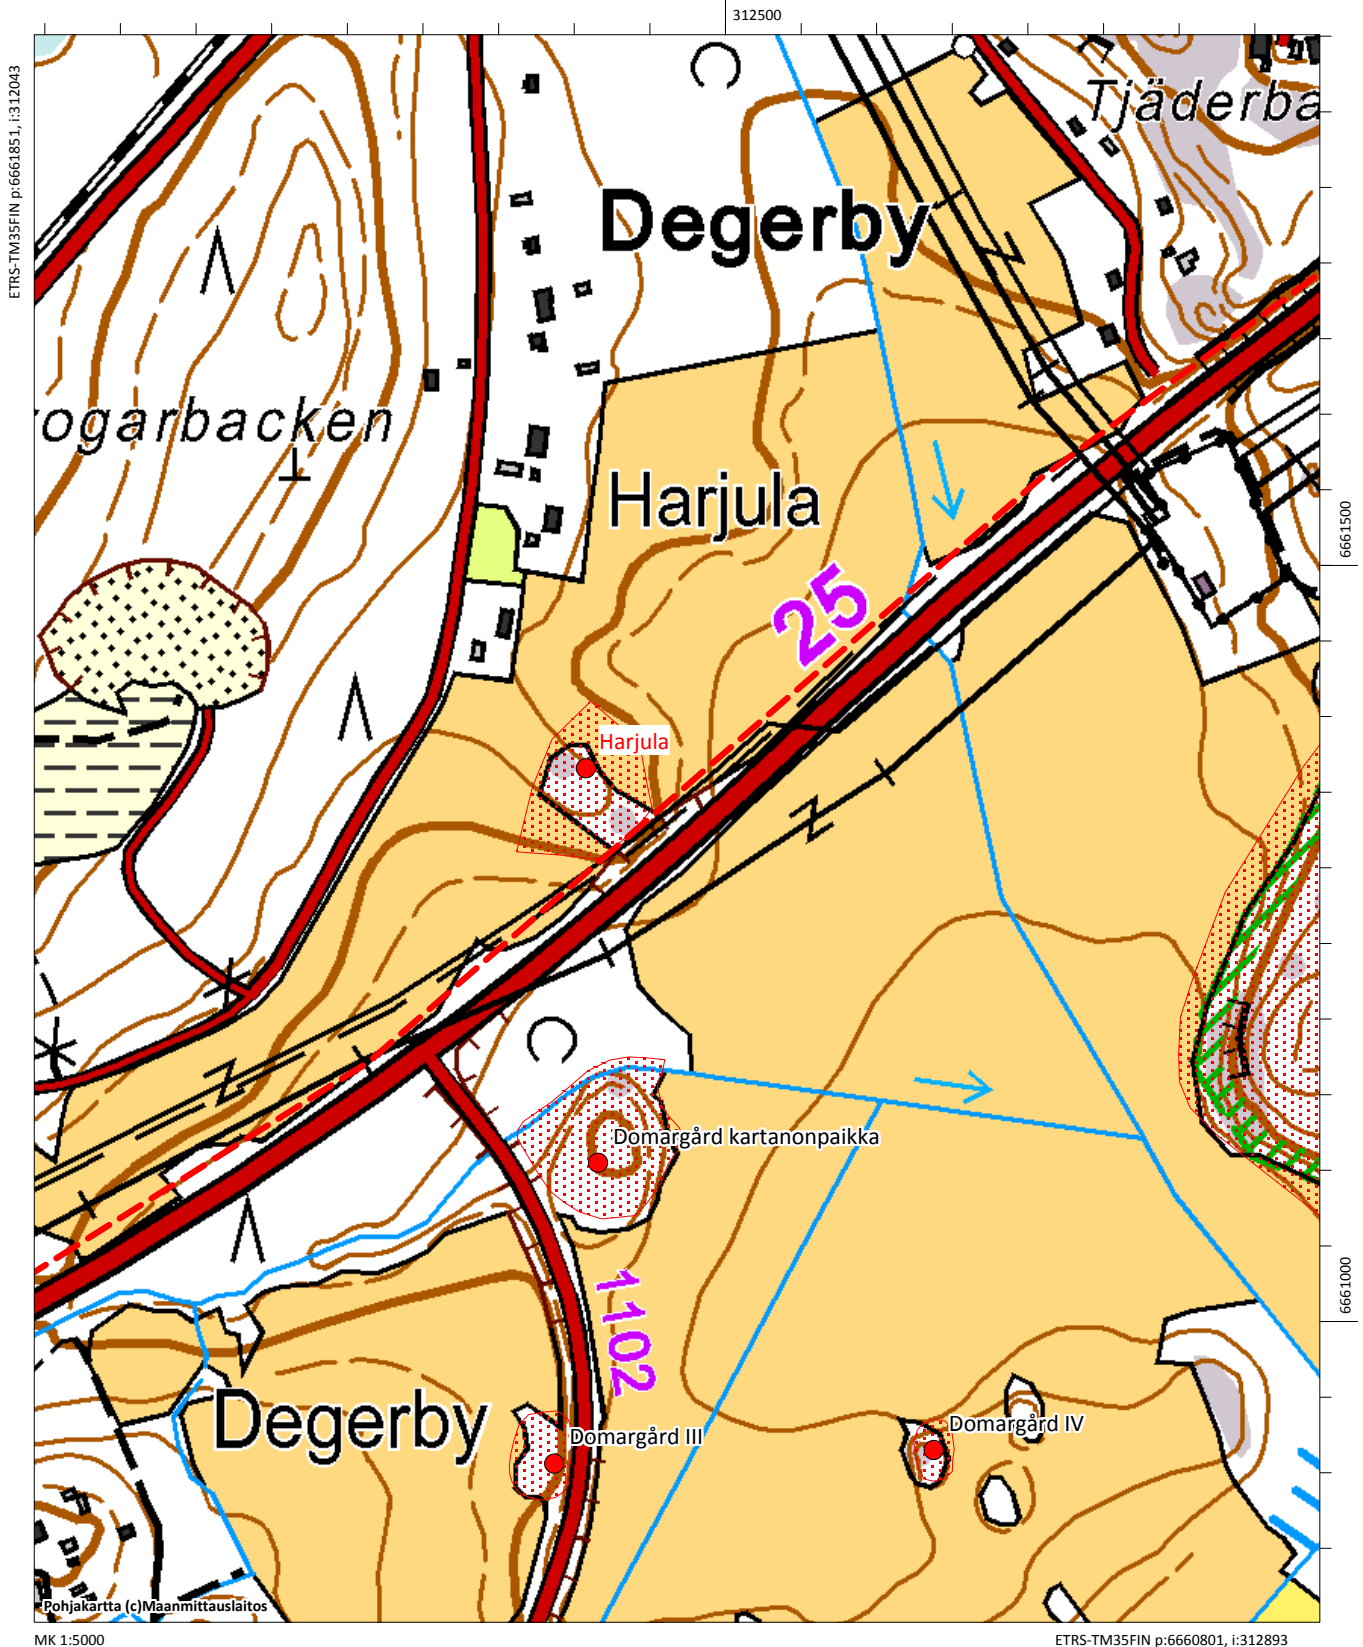 312500
ETRS-TM35FIN p:6661851, i:312043
Tjäderba
Degerby
ogarbacken
Harjula
6661500
25
Harjula
Domargård kartanonpaikka
6661000
1102
Degerby
Domargård III
Domargård IV
Pohjakartta (c)Maanmittauslaitos
MK 1:5000
ETRS-TM35FIN p:6660801, i:312893